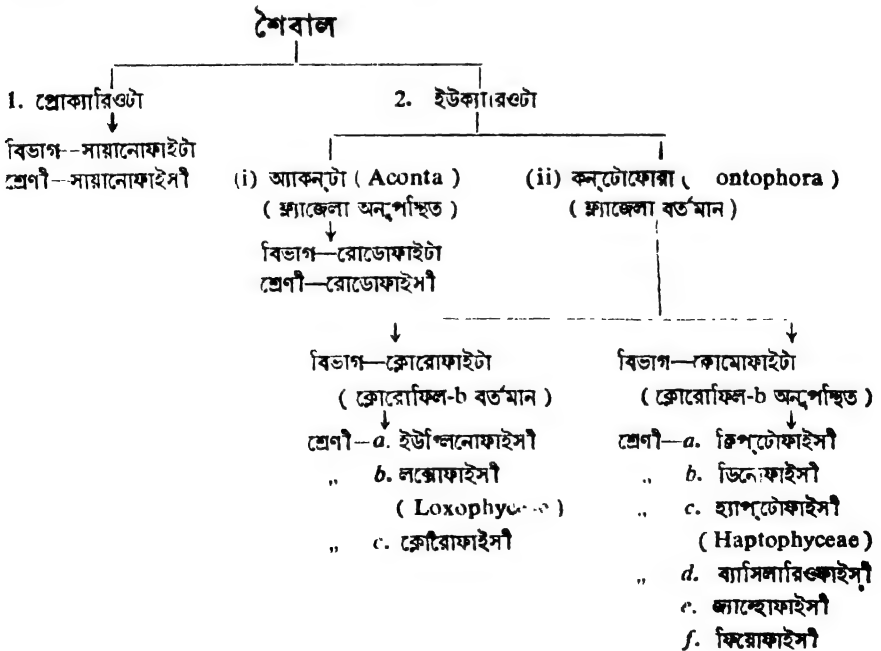 শৈবাল
1. প্রোক্যারিওটা
বিভাগ--সায়ানোফাইটা
শ্রেণী--সায়ানোফাইসী
2. ইউক্যারিওটা
(i) অ্যাকন্‌টা ( Aconta )
( ফ্ল্যাজেলা অনুপস্থিত )
বিভাগ—রোডোফাইটা
শ্রেণী—রোডোফাইসী
(ii) কন্‌টোফোরা ( ontophora )
( ফ্ল্যাজেলা বর্তমান )
বিভাগ—ক্লোরোফাইটা
( ক্লোরোফিল-b বর্তমান )
শ্রেণী—a. ইউগ্লিনোফাইসী
„ b. লক্সোফাইসী
„ c. ক্লোরোফাইসী
বিভাগ—ক্রোমোফাইটা
( ক্লোরোফিল-b অনুপস্থিত )
শ্রেণী—a. ক্রিপ্‌টোফাইসী
„ b. ডিনোফাইসী
„ c. হ্যাপ্‌টোফাইসী
( Haptophyceae )
„ d. ব্যাসিলারিওফাইসী
e. জ্যান্থোফাইসী
f. ফিয়োফাইসী